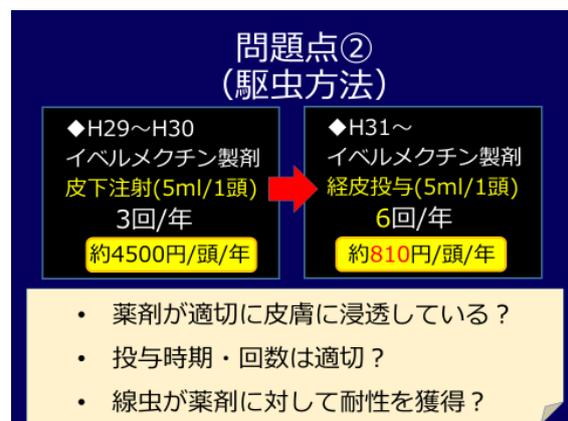 問題点②
（駆虫方法）
◆H29～H30
イベルメクチン製剤
皮下注射(5ml/1頭)
3回/年
約4500円/頭/年
◆H31～
イベルメクチン製剤
経皮投与(5ml/1頭)
6回/年
約810円/頭/年
• 薬剤が適切に皮膚に浸透している？
• 投与時期・回数は適切？
• 線虫が薬剤に対して耐性を獲得？